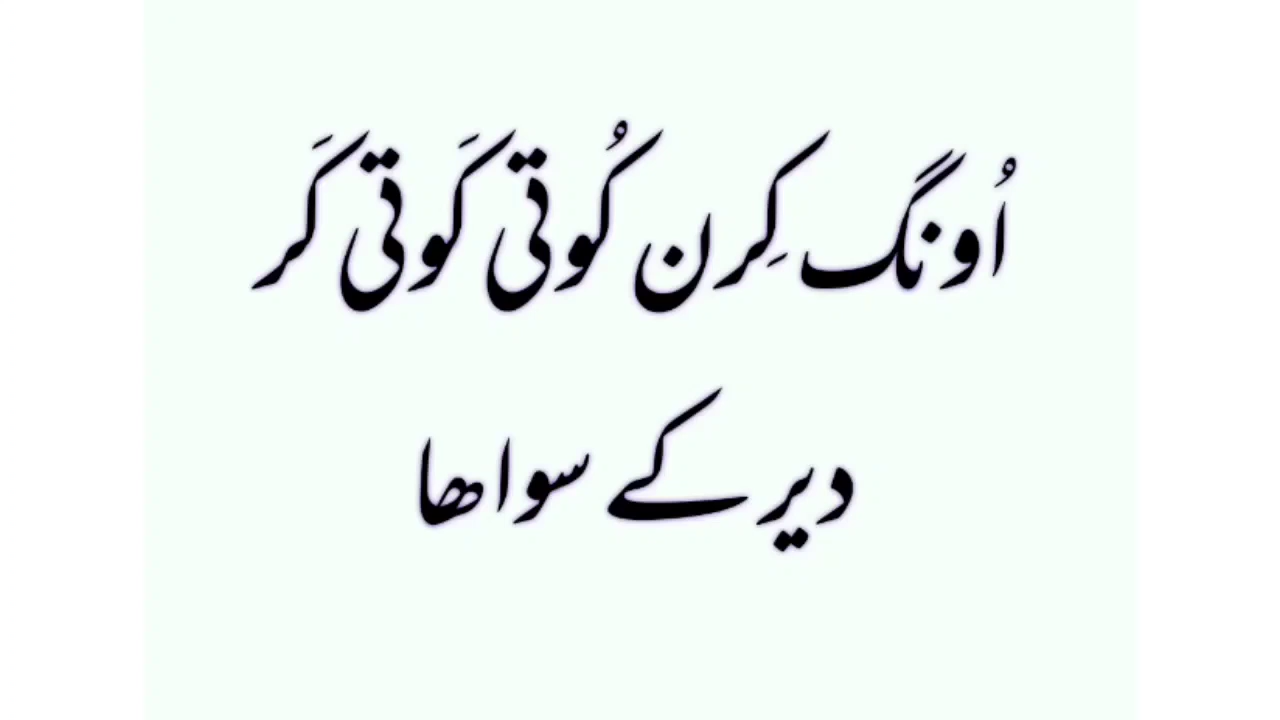 اُونگ کِرن کُوتی کَوتی کَر
دیر کے سواھا